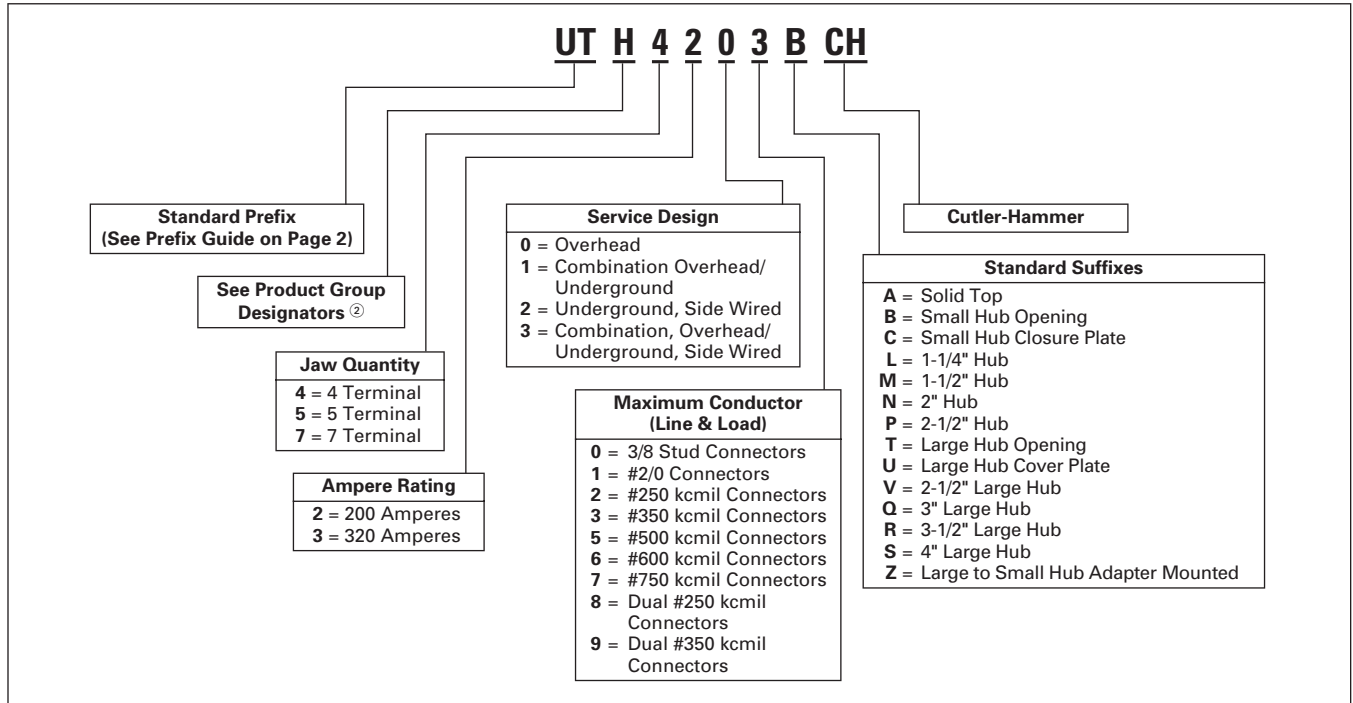 UT H 4 2 0 3 B CH
Standard Prefix
(See Prefix Guide on Page 2)
See Product Group
Designators ②
Jaw Quantity
4 = 4 Terminal
5 = 5 Terminal
7 = 7 Terminal
Ampere Rating
2 = 200 Amperes
3 = 320 Amperes
Service Design
0 = Overhead
1 = Combination Overhead/
Underground
2 = Underground, Side Wired
3 = Combination, Overhead/
Underground, Side Wired
Maximum Conductor
(Line & Load)
0 = 3/8 Stud Connectors
1 = #2/0 Connectors
2 = #250 kcmil Connectors
3 = #350 kcmil Connectors
5 = #500 kcmil Connectors
6 = #600 kcmil Connectors
7 = #750 kcmil Connectors
8 = Dual #250 kcmil
Connectors
9 = Dual #350 kcmil
Connectors
Cutler-Hammer
Standard Suffixes
A = Solid Top
B = Small Hub Opening
C = Small Hub Closure Plate
L = 1-1/4" Hub
M = 1-1/2" Hub
N = 2" Hub
P = 2-1/2" Hub
T = Large Hub Opening
U = Large Hub Cover Plate
V = 2-1/2" Large Hub
Q = 3" Large Hub
R = 3-1/2" Large Hub
S = 4" Large Hub
Z = Large to Small Hub Adapter Mounted